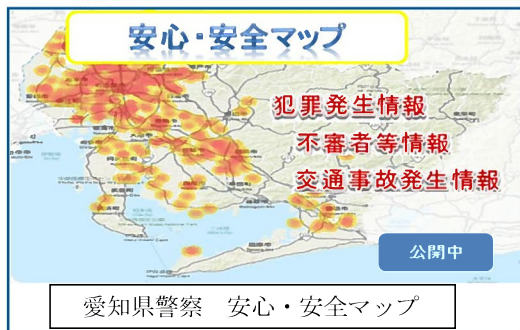 安心・安全マップ
犯罪発生情報
不審者等情報
交通事故発生情報
公開中
愛知県警察　安心・安全マップ